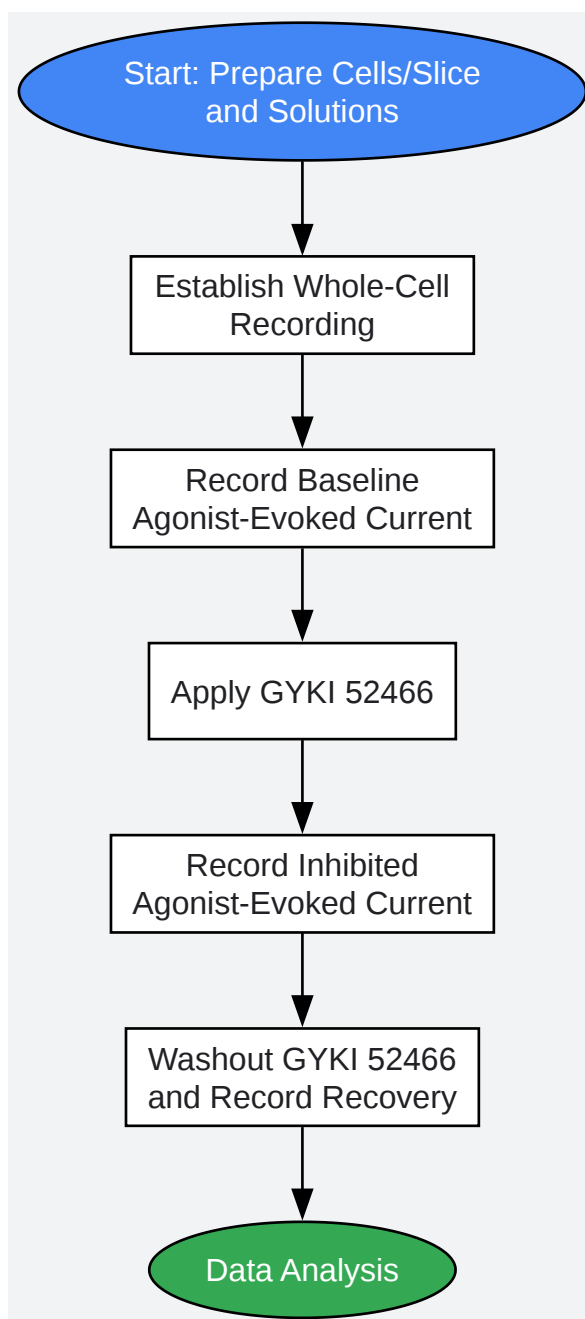 Start: Prepare Cells/Slice
and Solutions
Establish Whole-Cell
Recording
Record Baseline
Agonist-Evoked Current
Apply GYKI 52466
Record Inhibited
Agonist-Evoked Current
Washout GYKI 52466
and Record Recovery
Data Analysis